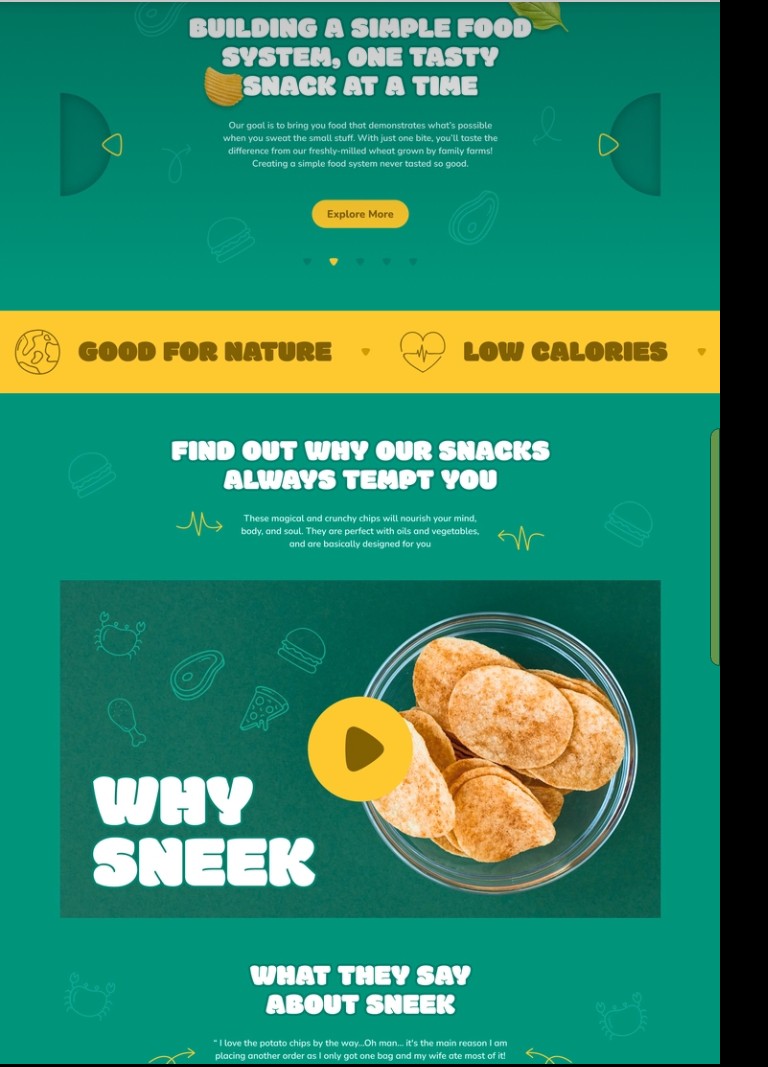 BUILDING A SIMPLE FOOD
SYSTEM, ONE TASTY
SNACK AT A TIME
Our goal is to bring you food that demonstrates what's possible
when you sweat the small stuff. With just one bite, you'll taste the
difference from our freshly-milled wheat grown by family farms!
Creating a simple food system never tasted so good.
Explore More
GOOD FOR NATURE
LOW CALORIES
FIND OUT WHY OUR SNACKS
ALWAYS TEMPT YOU
These magical and crunchy chips will nourish your mind,
body, and soul. They are perfect with oils and vegetables,
and are basically designed for you
WHY
SNEEK
WHAT THEY SAY
ABOUT SNEEK
" I love the potato chips by the way...Oh man... it's the main reason I am
placing another order as I only got one bag and my wife ate most of it!